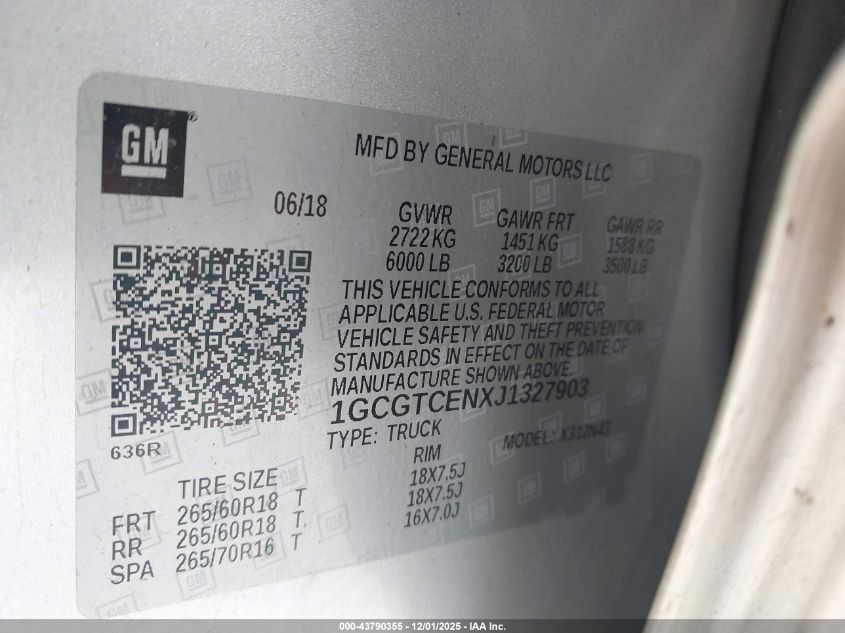 GM®
MFD BY GENERAL MOTORS LLC
06/18
GVWR GAWR FRT GAWR RR
2722 KG 1451 KG 1588 KG
6000 LB 3200 LB 3500 LB
THIS VEHICLE CONFORMS TO ALL
APPLICABLE U.S. FEDERAL MOTOR
VEHICLE SAFETY AND THEFT PREVENTION
STANDARDS IN EFFECT ON THE DATE OF
MANUFACTURE SHOWN ABOVE.
1GCGTCENXJ1327903
TYPE: TRUCK MODEL: X312N43
636R
TIRE SIZE RIM
FRT 265/60R18 T 18X7.5J
RR 265/60R18 T 18X7.5J
SPA 265/70R16 T 16X7.0J
000-43790355 - 12/01/2025 - IAAI, Inc.